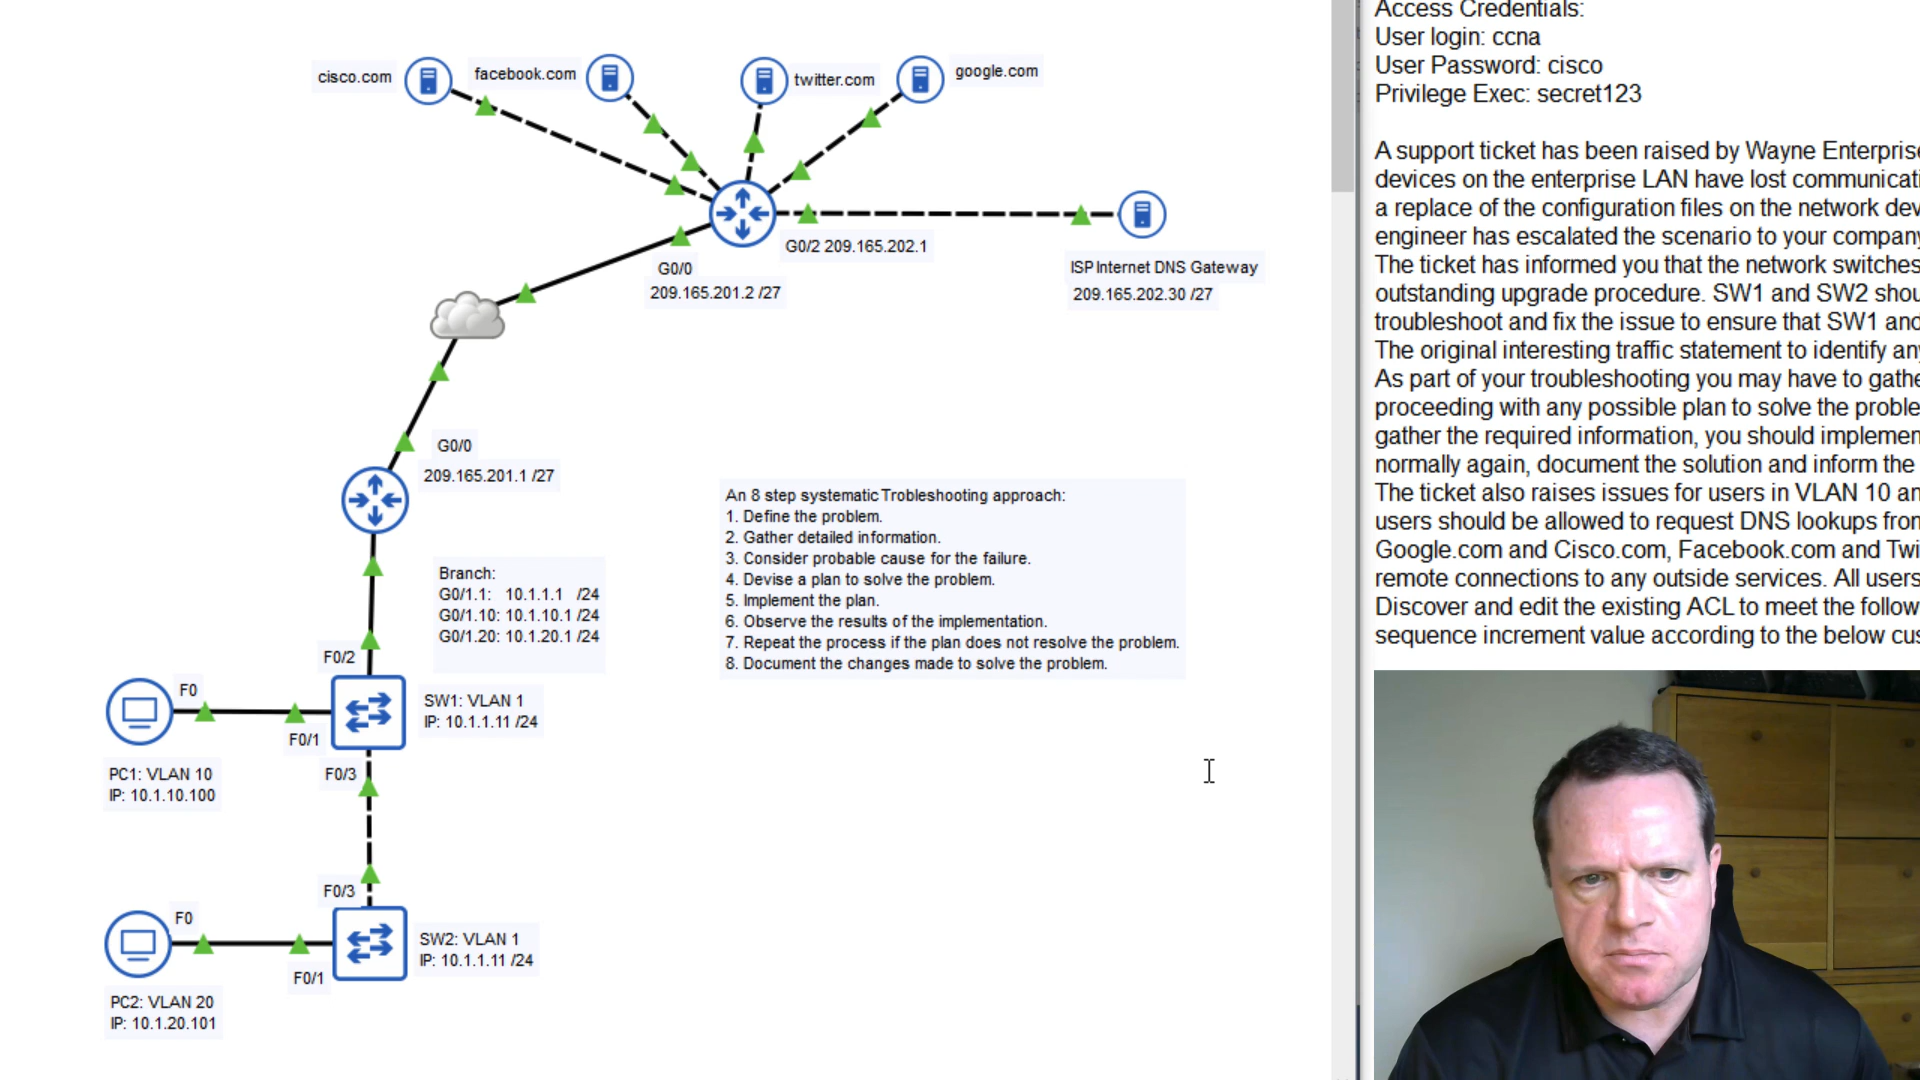 cisco.com
facebook.com
twitter.com
google.com
G0/2 209.165.202.1
G0/0
209.165.201.2 /27
ISP Internet DNS Gateway
209.165.202.30 /27
G0/0
209.165.201.1 /27
Branch:
G0/1.1: 10.1.1.1 /24
G0/1.10: 10.1.10.1 /24
G0/1.20: 10.1.20.1 /24
An 8 step systematic Trobleshooting approach:
1. Define the problem.
2. Gather detailed information.
3. Consider probable cause for the failure.
4. Devise a plan to solve the problem.
5. Implement the plan.
6. Observe the results of the implementation.
7. Repeat the process if the plan does not resolve the problem.
8. Document the changes made to solve the problem.
F0/2
F0
F0/1
SW1: VLAN 1
IP: 10.1.1.11 /24
PC1: VLAN 10
IP: 10.1.10.100
F0/3
F0/3
F0
F0/1
SW2: VLAN 1
IP: 10.1.1.11 /24
PC2: VLAN 20
IP: 10.1.20.101
Access Credentials:
User login: ccna
User Password: cisco
Privilege Exec: secret123
A support ticket has been raised by Wayne Enterprise
devices on the enterprise LAN have lost communicati
a replace of the configuration files on the network dev
engineer has escalated the scenario to your company
The ticket has informed you that the network switches
outstanding upgrade procedure. SW1 and SW2 shou
troubleshoot and fix the issue to ensure that SW1 and
The original interesting traffic statement to identify any
As part of your troubleshooting you may have to gathe
proceeding with any possible plan to solve the proble
gather the required information, you should implemen
normally again, document the solution and inform the
The ticket also raises issues for users in VLAN 10 an
users should be allowed to request DNS lookups from
Google.com and Cisco.com, Facebook.com and Twi
remote connections to any outside services. All users
Discover and edit the existing ACL to meet the follow
sequence increment value according to the below cus